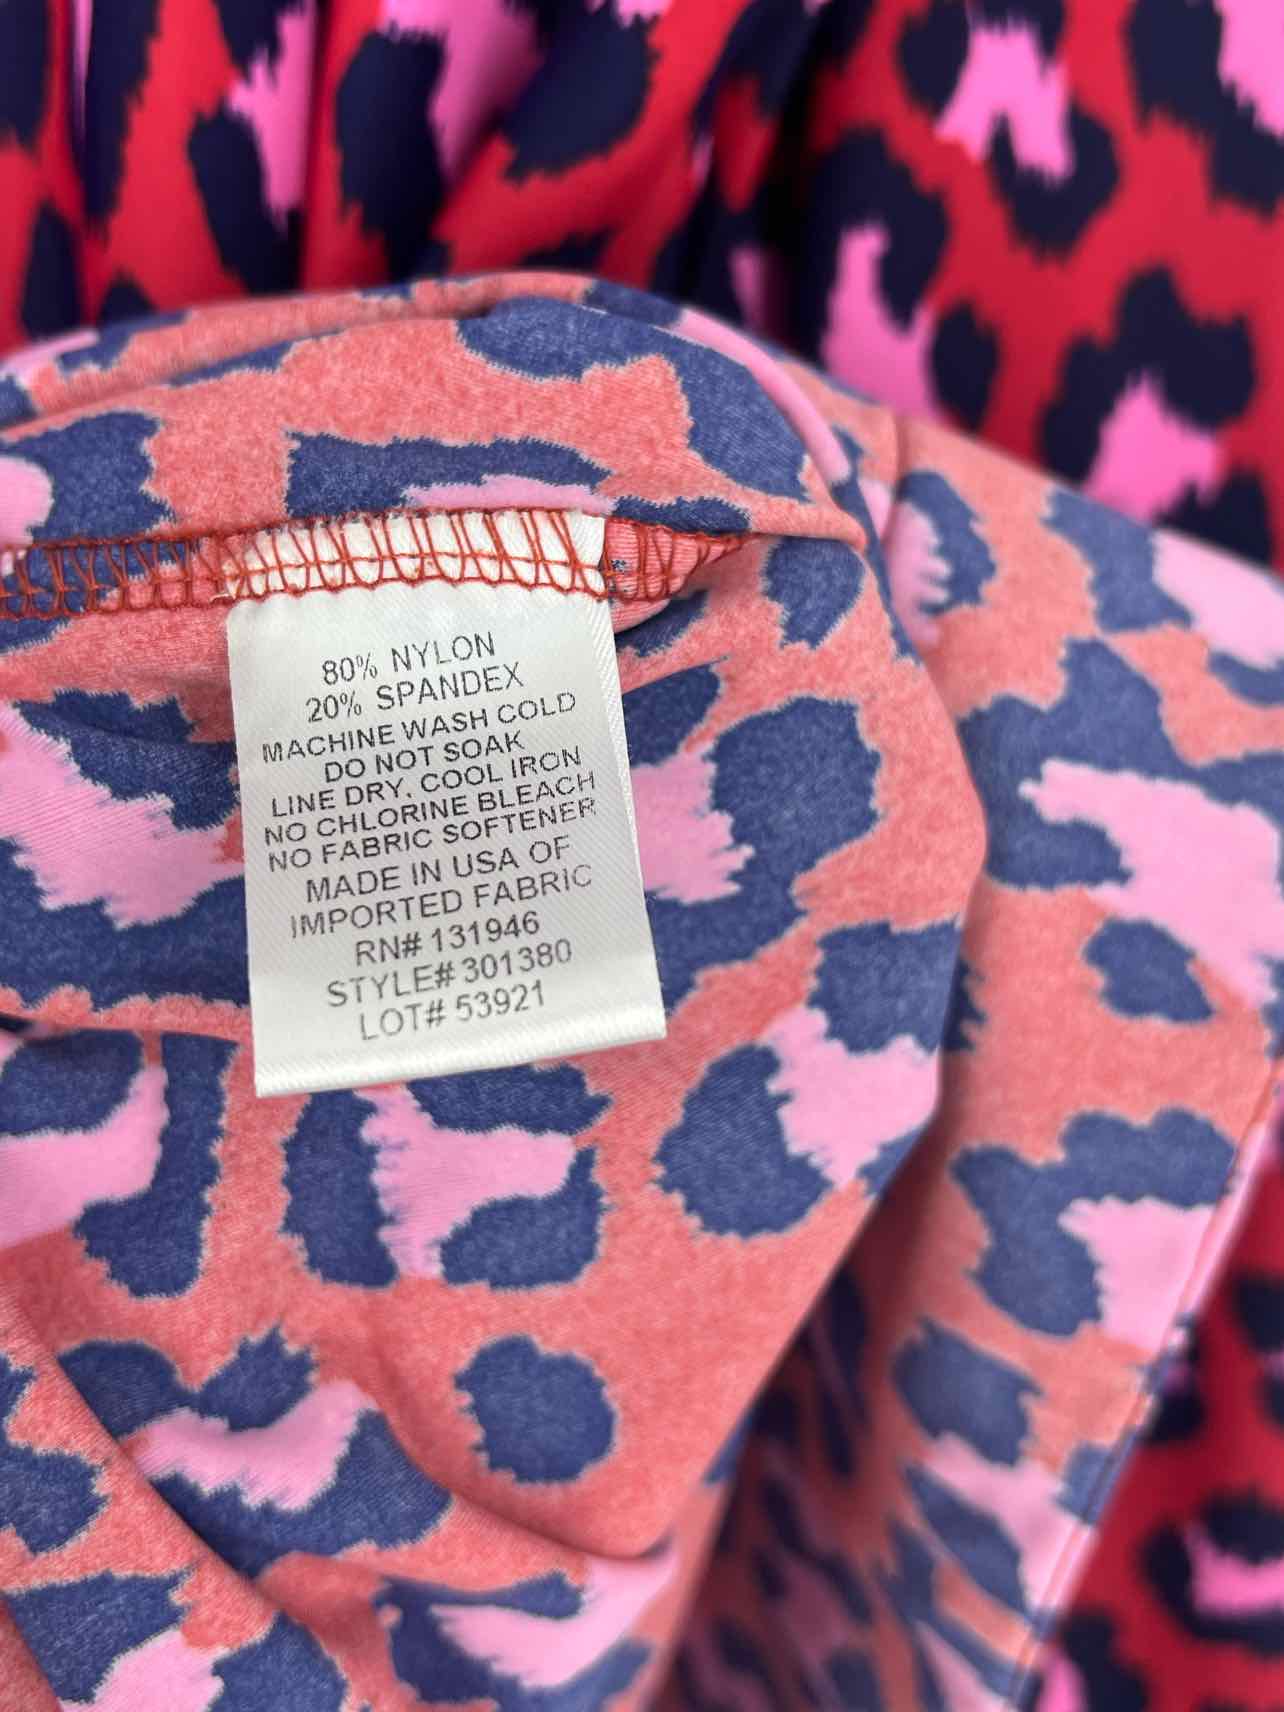 80% NYLON
20% SPANDEX
MACHINE WASH COLD
DO NOT SOAK
LINE DRY. COOL IRON
NO CHLORINE BLEACH
NO FABRIC SOFTENER
MADE IN USA OF
IMPORTED FABRIC
RN# 131946
STYLE# 301380
LOT# 53921